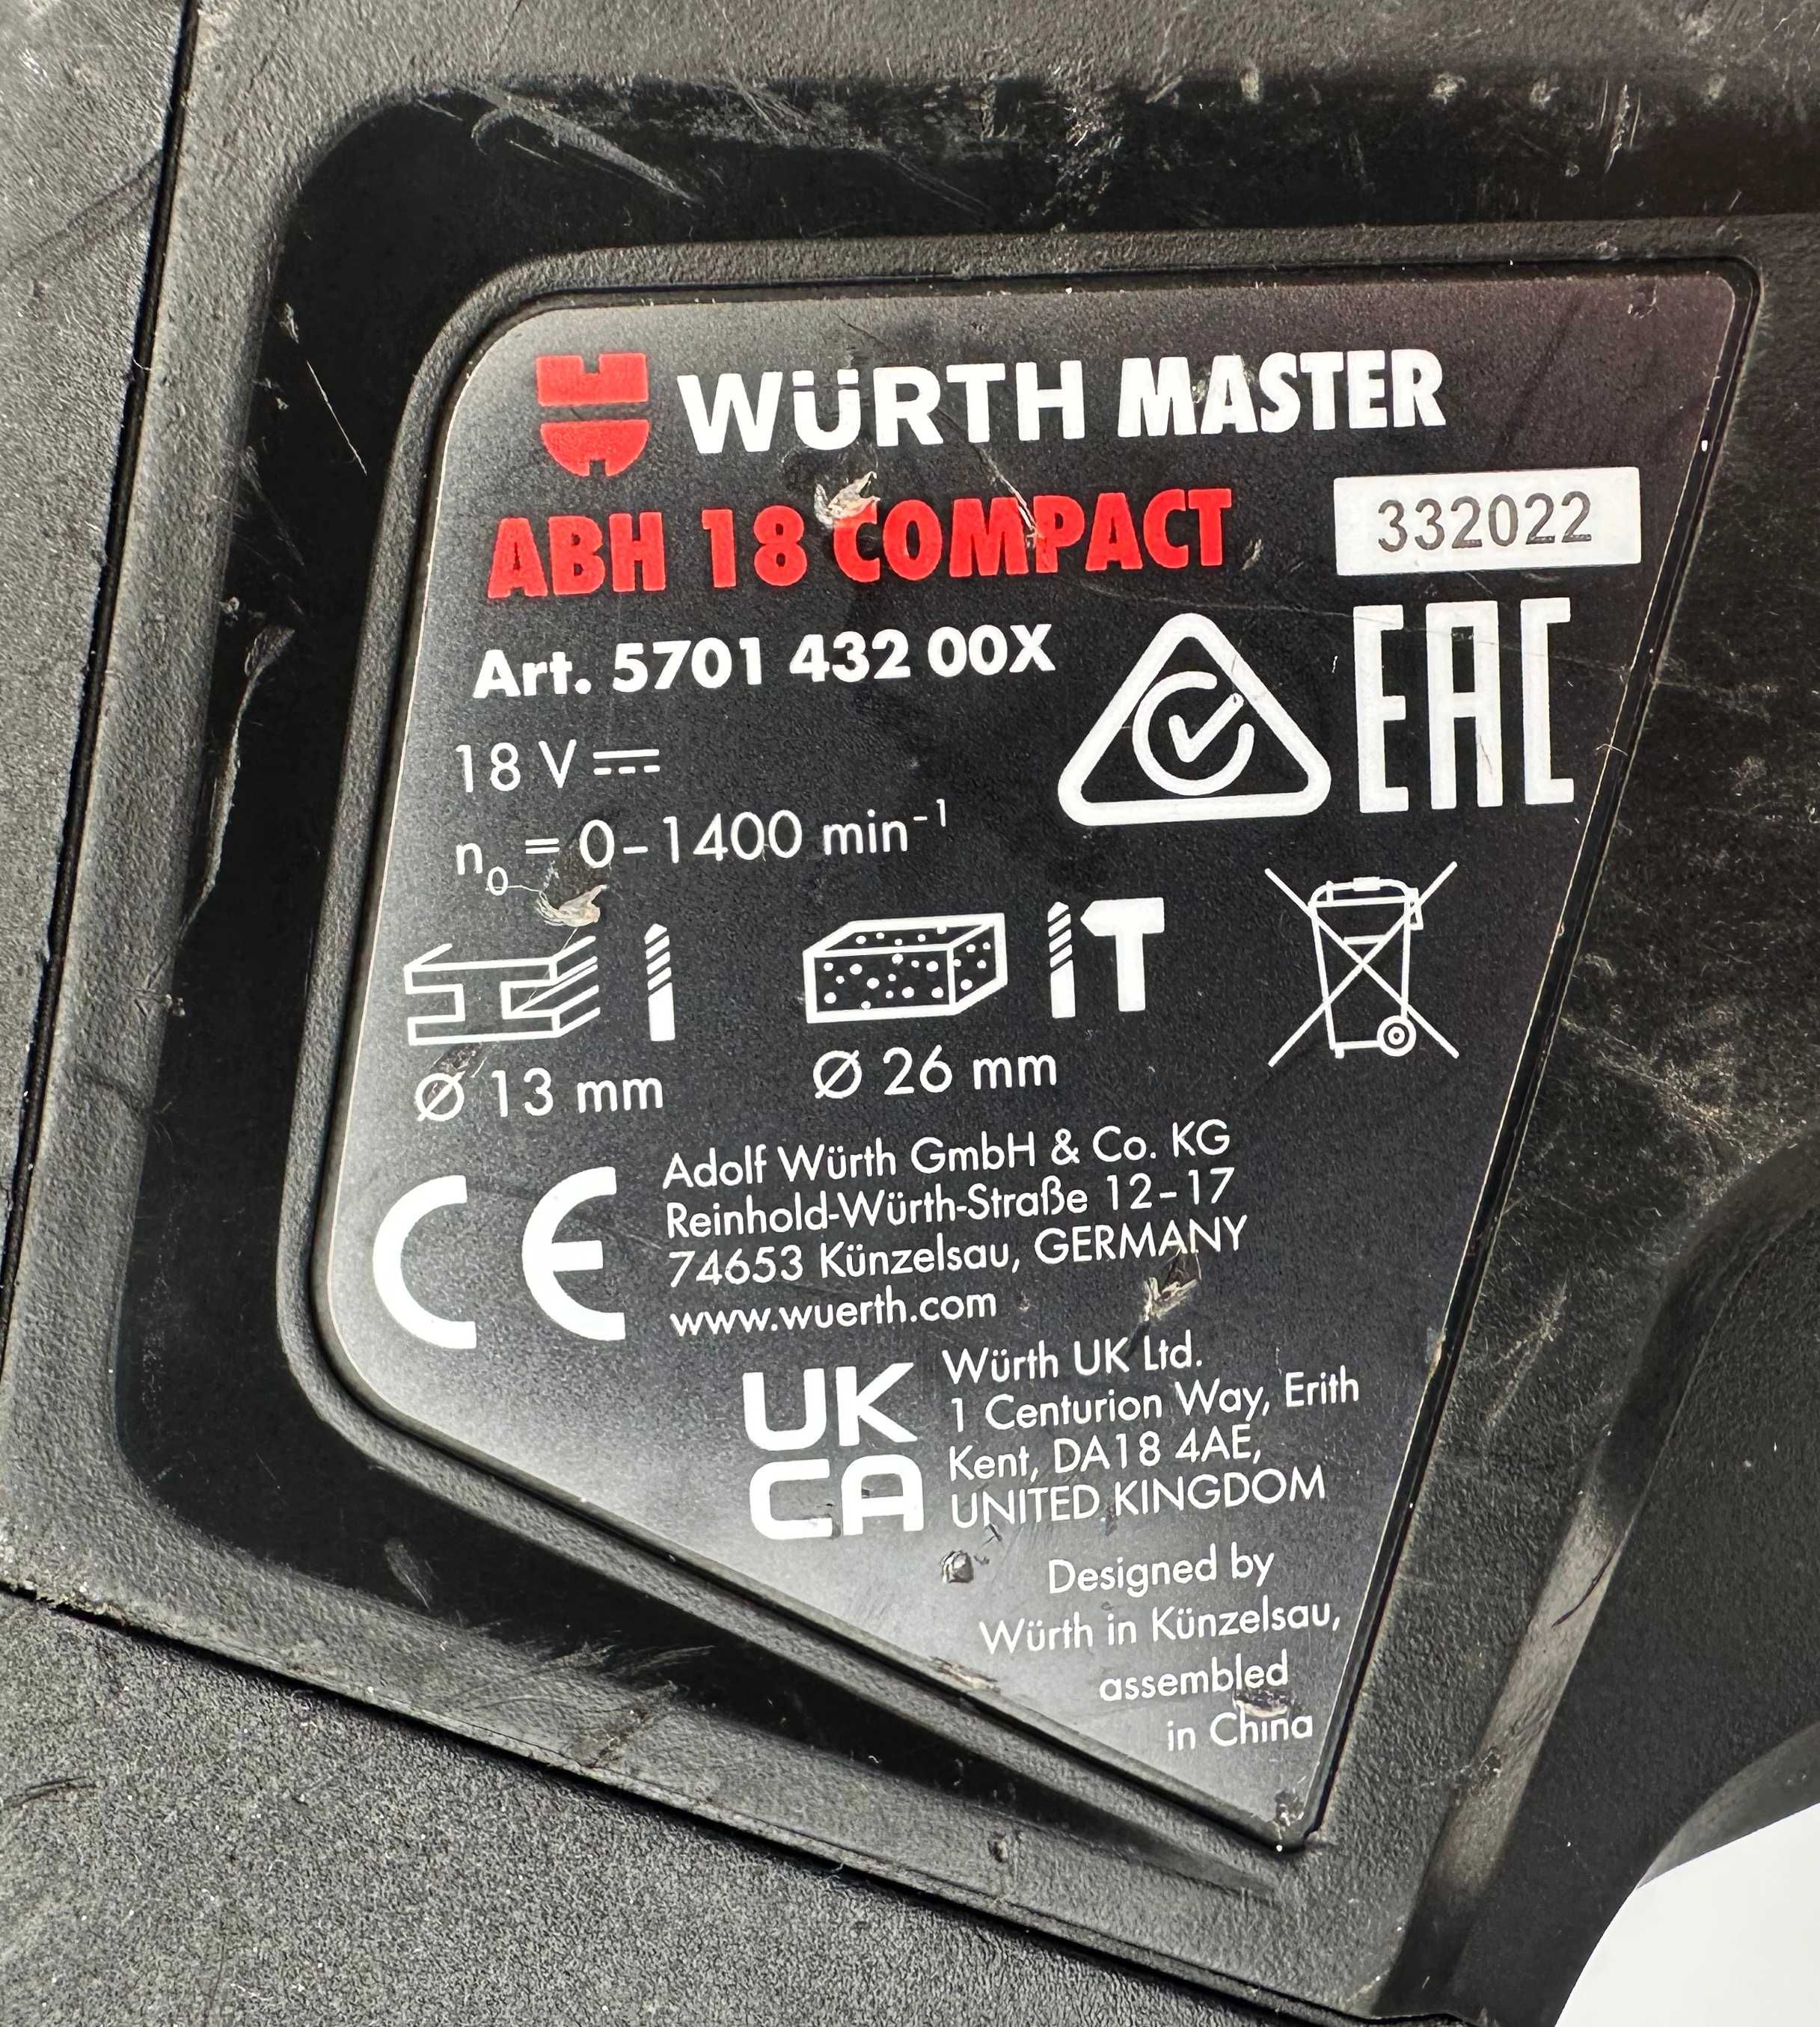 WÜRTH MASTER
ABH 18 COMPACT
332022
Art. 5701 432 00X
EAC
18 V ⎓
n₀ = 0–1400 min⁻¹
Ø 13 mm
Ø 26 mm
CE
Adolf Würth GmbH & Co. KG
Reinhold-Würth-Straße 12–17
74653 Künzelsau, GERMANY
www.wuerth.com
UK
CA
Würth UK Ltd.
1 Centurion Way, Erith
Kent, DA18 4AE,
UNITED KINGDOM
Designed by
Würth in Künzelsau,
assembled
in China